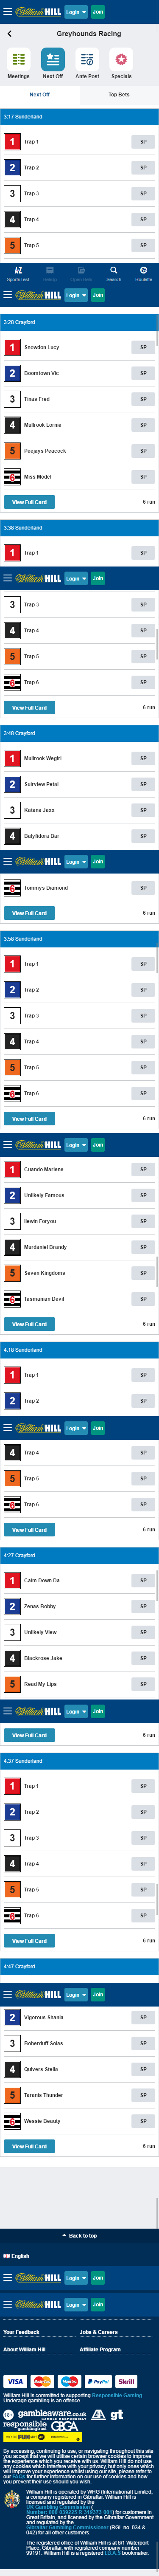 William HILL
Login
Join
Greyhounds Racing
Meetings
Next Off
Ante Post
Specials
Next Off
Top Bets
3:17 Sunderland
1 Trap 1 SP
2 Trap 2 SP
3 Trap 3 SP
4 Trap 4 SP
5 Trap 5 SP
Search
Roulette
William HILL
Login
Join
3:28 Crayford
1 Snowdon Lucy SP
2 Boomtown Vic SP
3 Tinas Fred SP
4 Mullrook Lornie SP
5 Peejays Peacock SP
6 Miss Model SP
View Full Card 6 run
3:38 Sunderland
1 Trap 1 SP
William HILL
Login
Join
3 Trap 3 SP
4 Trap 4 SP
5 Trap 5 SP
6 Trap 6 SP
View Full Card 6 run
3:48 Crayford
1 Mullrook Wegirl SP
2 Suirview Petal SP
3 Katana Jaxx SP
4 Balyfidora Bar SP
William HILL
Login
Join
6 Tommys Diamond SP
View Full Card 6 run
3:58 Sunderland
1 Trap 1 SP
2 Trap 2 SP
3 Trap 3 SP
4 Trap 4 SP
5 Trap 5 SP
6 Trap 6 SP
View Full Card 6 run
William HILL
Login
Join
1 Cuando Marlene SP
2 Unlikely Famous SP
3 Ilewin Foryou SP
4 Murdaniel Brandy SP
5 Seven Kingdoms SP
6 Tasmanian Devil SP
View Full Card 6 run
4:18 Sunderland
1 Trap 1 SP
2 Trap 2 SP
William HILL
Login
Join
4 Trap 4 SP
5 Trap 5 SP
6 Trap 6 SP
View Full Card 6 run
4:27 Crayford
1 Calm Down Da SP
2 Zenas Bobby SP
3 Unlikely View SP
4 Blackrose Jake SP
5 Read My Lips SP
William HILL
Login
Join
View Full Card 6 run
4:37 Sunderland
1 Trap 1 SP
2 Trap 2 SP
3 Trap 3 SP
4 Trap 4 SP
5 Trap 5 SP
6 Trap 6 SP
View Full Card 6 run
4:47 Crayford
William HILL
Login
Join
2 Vigorous Shania SP
3 Boherduff Solas SP
4 Quivers Stella SP
5 Taranis Thunder SP
6 Wessie Beauty SP
View Full Card 6 run
Back to top
English
William HILL
Login
Join
William HILL
Login
Join
Your Feedback
Jobs & Careers
About William Hill
Affiliate Program
VISA
PayPal
Skrill
William Hill is committed to supporting Responsible Gaming.
Underage gambling is an offence.
18+ gambleaware.co.uk gt
responsible gambling GBGA
By accessing, continuing to use, or navigating throughout this site
you accept that we will utilise certain browser cookies to improve
the experience which you receive with us. William Hill do not use
any cookies which interfere with your privacy, but only ones which
will improve your experience while using our site, please refer to
our FAQs for further information on our use of cookies and how
to prevent their use should you wish.
William Hill is operated by WHG (International) Limited,
a company registered in Gibraltar. William Hill is
licensed and regulated by the
UK Gambling Commission (
for customers in
Great Britain, and licensed by the Gibraltar Government
and regulated by the
Gibraltar Gambling Commissioner (RGL no. 034 &
042) for all other customers.
The registered office of William Hill is at 6/1 Waterport
Place, Gibraltar, with registered company number
99191. William Hill is a registered I.B.A.S bookmaker.